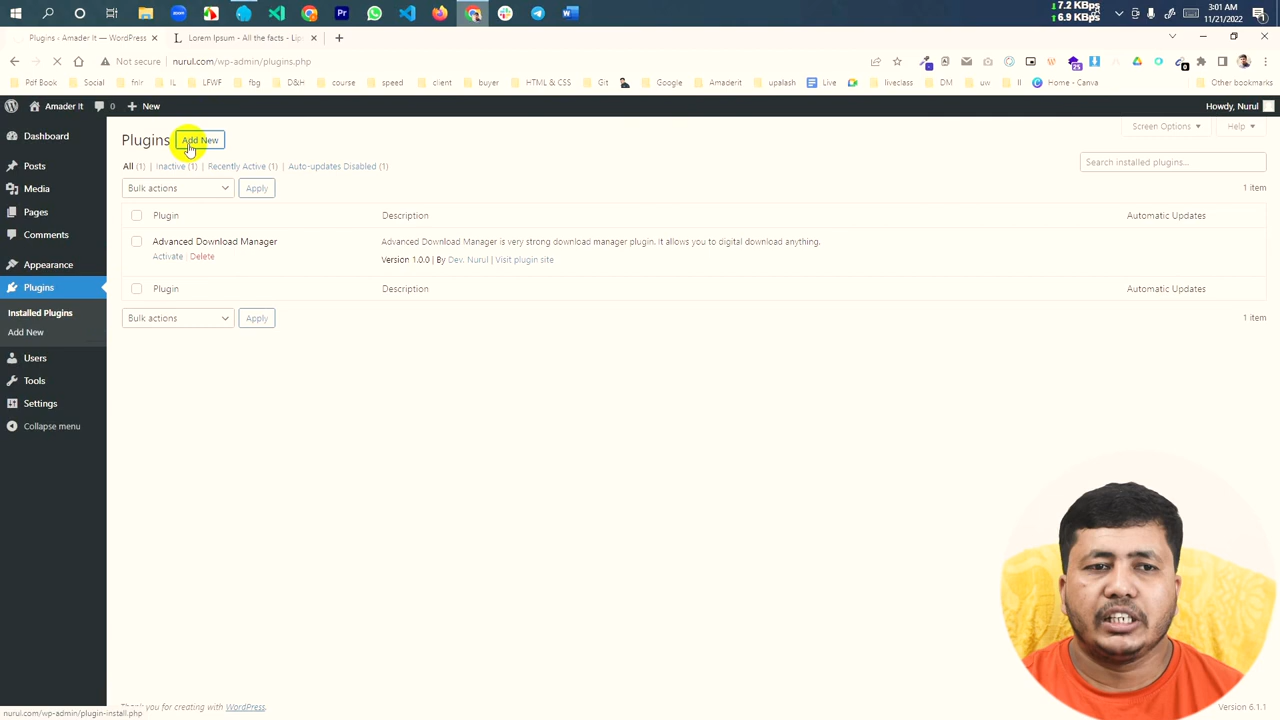 7.2 KBps
6.9 KBps
3:01 AM
11/21/2022
Plugins ‹ Amader It — WordPress
Lorem Ipsum - All the facts - Lip
Not secure
nurul.com/wp-admin/plugins.php
Pdf Book
Social
fnlr
IL
LFWF
fbg
D&H
course
speed
client
buyer
HTML & CSS
Git
Google
Amaderit
upalash
Live
liveclass
DM
uw
II
Home - Canva
Other bookmarks
Amader It
0
New
Howdy, Nurul
Dashboard
Posts
Media
Pages
Comments
Appearance
Plugins
Installed Plugins
Add New
Users
Tools
Settings
Collapse menu
Plugins
Add New
Screen Options
Help
All (1) | Inactive (1) | Recently Active (1) | Auto-updates Disabled (1)
Search installed plugins...
Bulk actions
Apply
1 item
Plugin
Description
Automatic Updates
Advanced Download Manager
Advanced Download Manager is very strong download manager plugin. It allows you to digital download anything.
Activate | Delete
Version 1.0.0 | By Dev. Nurul | Visit plugin site
Plugin
Description
Automatic Updates
Bulk actions
Apply
1 item
Thank you for creating with WordPress.
Version 6.1.1
nurul.com/wp-admin/plugin-install.php